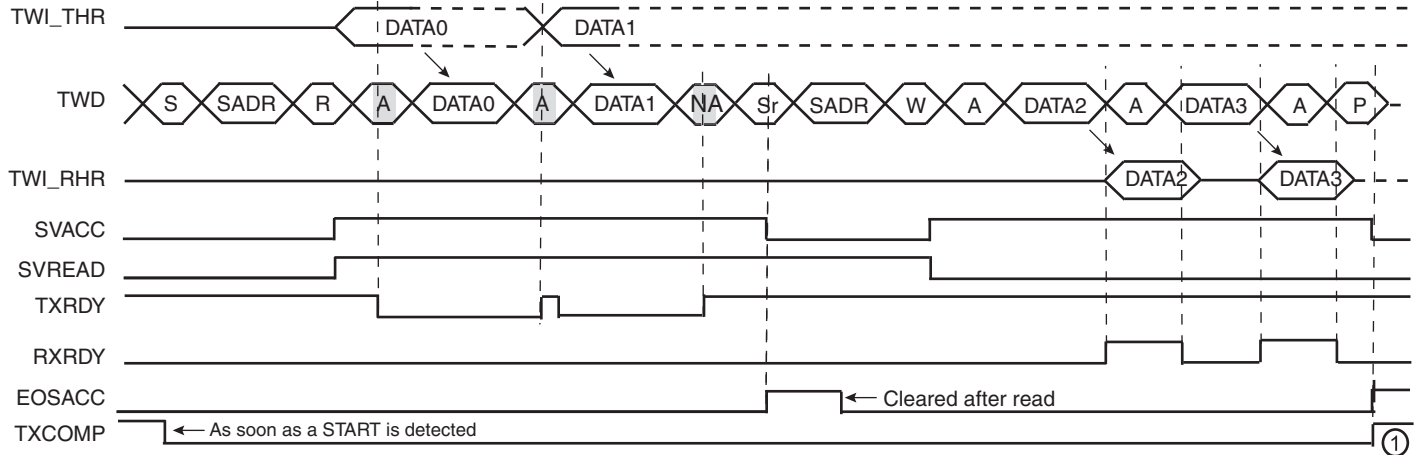 TWI_THR DATA0 DATA1
TWD S SADR R A DATA0 A DATA1 NA Sr SADR W A DATA2 A DATA3 A P
TWI_RHR DATA2 DATA3
SVACC
SVREAD
TXRDY
RXRDY
EOSACC Cleared after read
TXCOMP As soon as a START is detected 1